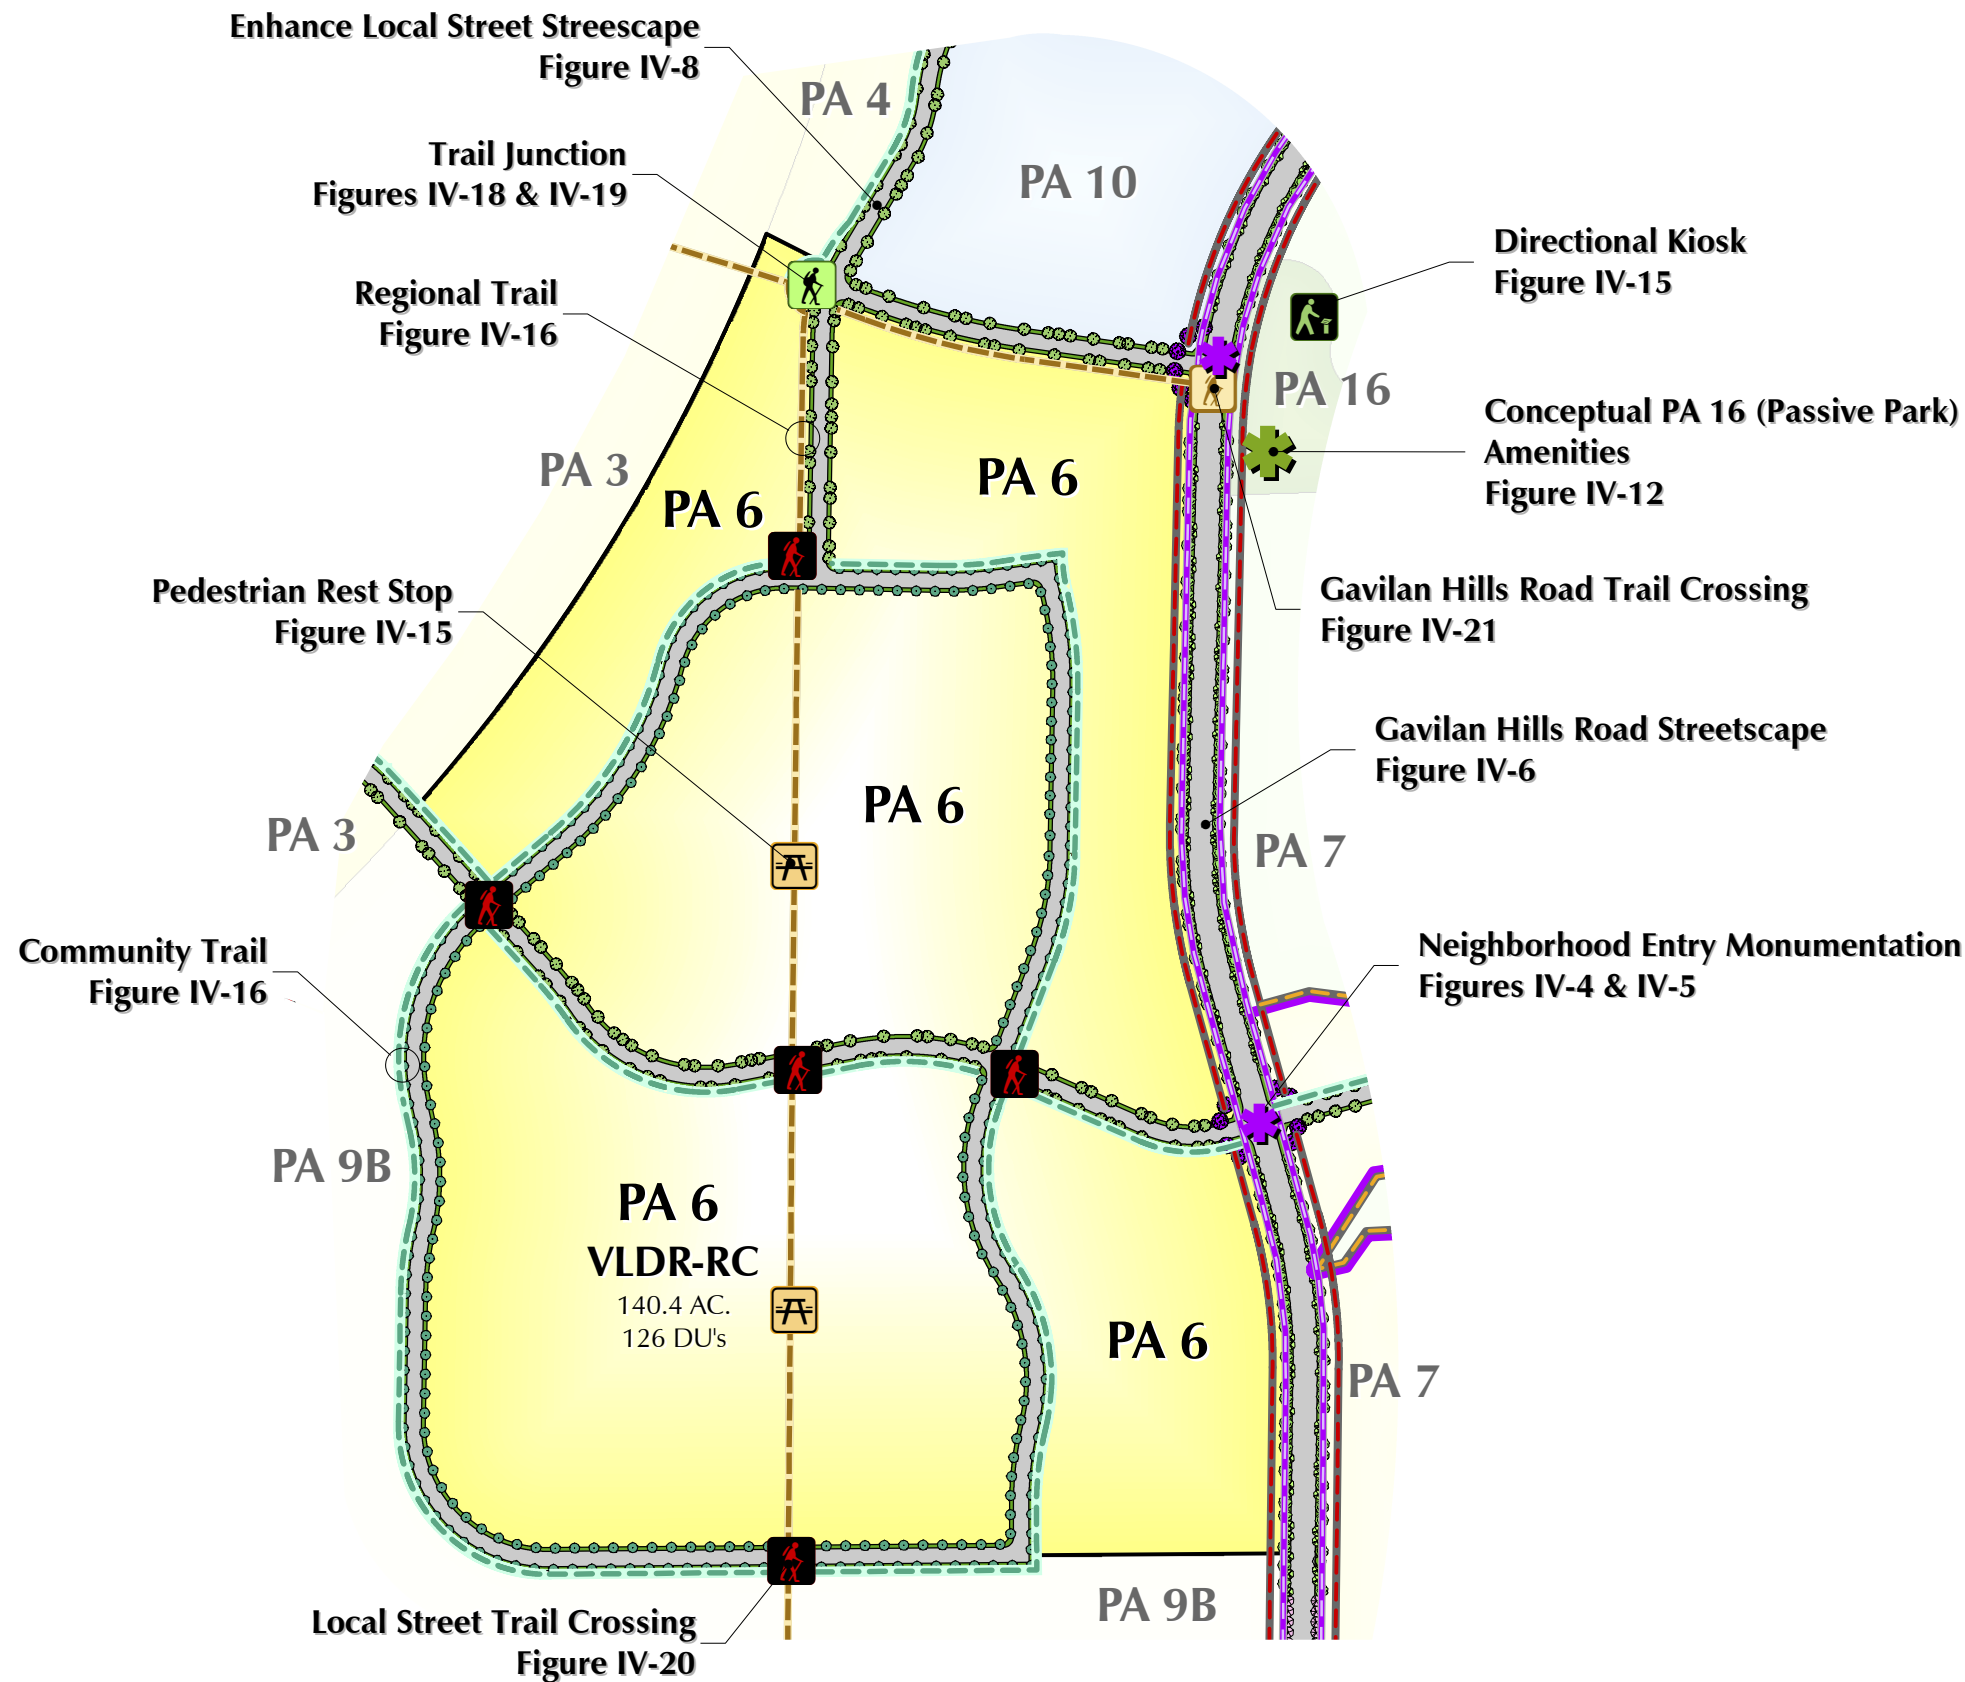 Enhance Local Street Streescape
Figure IV-8
PA 4
Trail Junction
Figures IV-18 & IV-19
PA 10
Directional Kiosk
Figure IV-15
Regional Trail
Figure IV-16
PA 16
Conceptual PA 16 (Passive Park)
Amenities
Figure IV-12
PA 3
PA 6
PA 6
Pedestrian Rest Stop
Figure IV-15
Gavilan Hills Road Trail Crossing
Figure IV-21
Gavilan Hills Road Streetscape
Figure IV-6
PA 6
PA 3
PA 7
Community Trail
Figure IV-16
Neighborhood Entry Monumentation
Figures IV-4 & IV-5
PA 9B
PA 6
VLDR-RC
140.4 AC.
126 DU's
PA 6
PA 7
PA 9B
Local Street Trail Crossing
Figure IV-20